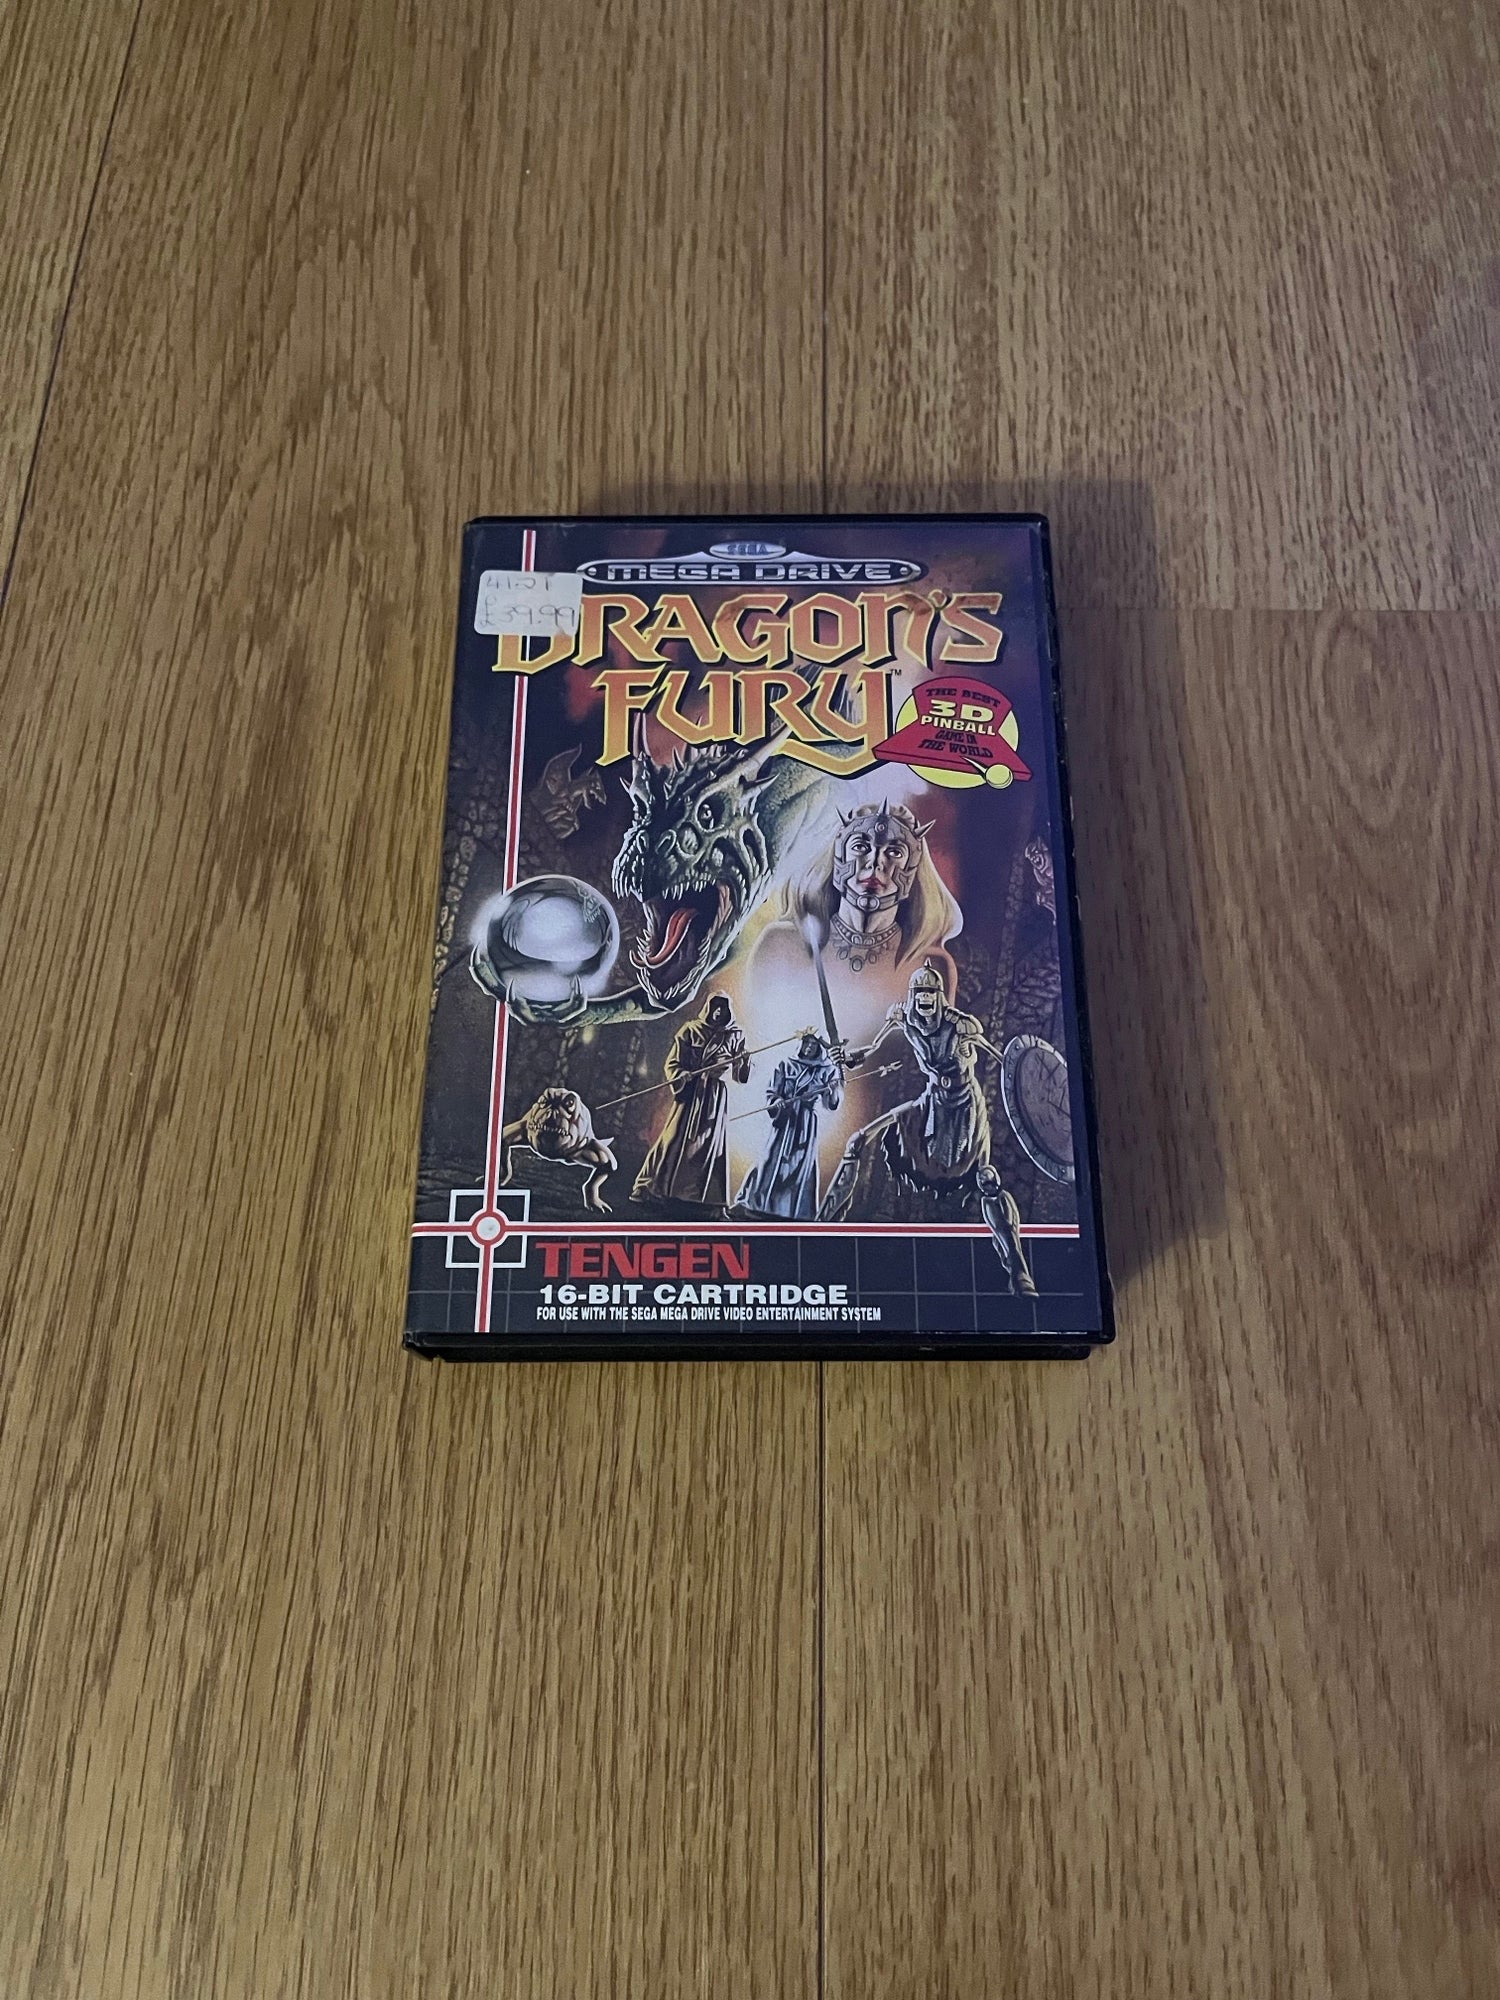 SEGA
MEGA DRIVE
£39.99
DRAGON'S
FURY™
THE BEST
3D
PINBALL
GAME IN
THE WORLD
TENGEN
16-BIT CARTRIDGE
FOR USE WITH THE SEGA MEGA DRIVE VIDEO ENTERTAINMENT SYSTEM